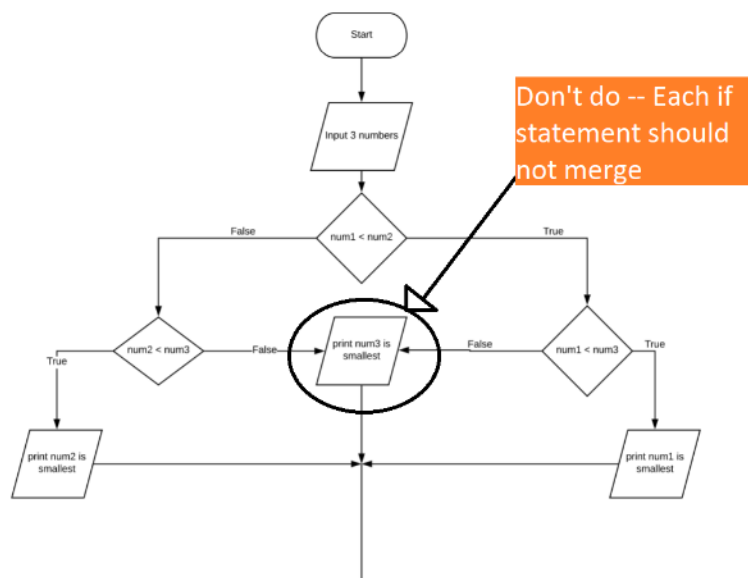 Start
Don't do -- Each if
statement should
not merge
Input 3 numbers
False
num1 < num2
True
num2 < num3
False
print num3 is
smallest
False
num1 < num3
True
True
print num2 is
smallest
print num1 is
smallest